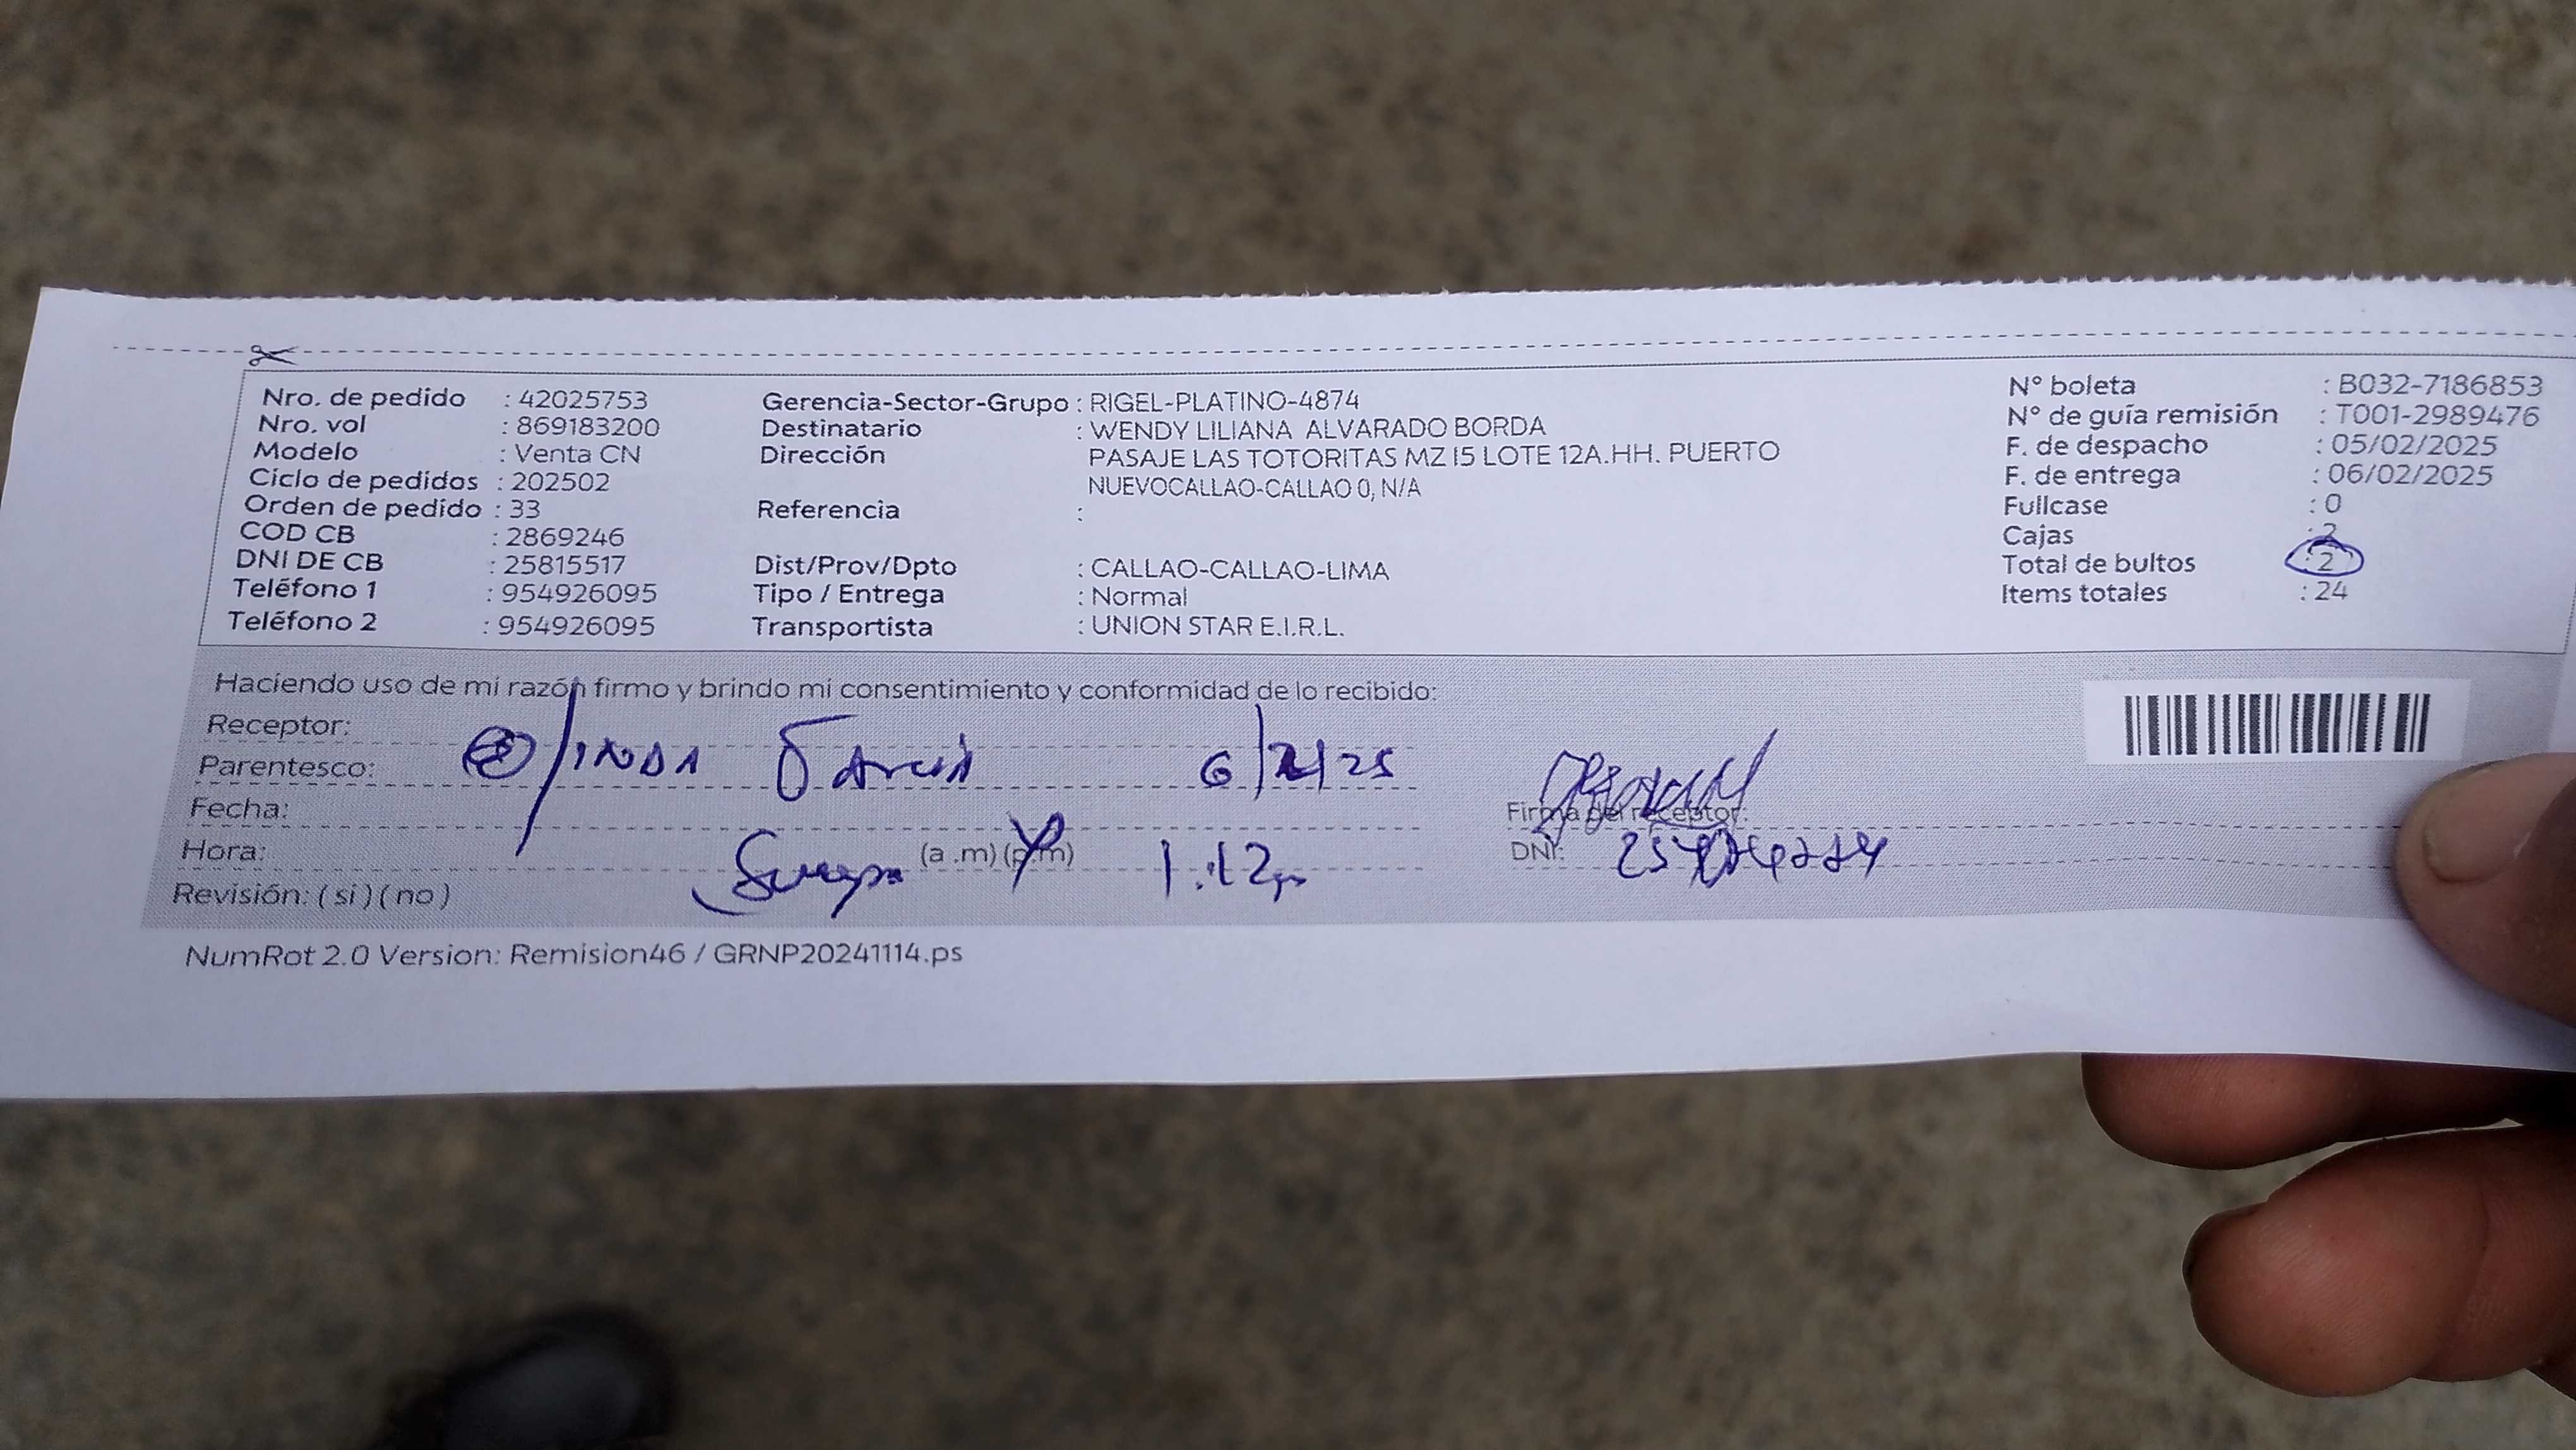 Nro. de pedido : 42025753
Nro. vol : 869183200
Modelo : Venta CN
Ciclo de pedidos : 202502
Orden de pedido : 33
COD CB : 2869246
DNI DE CB : 25815517
Teléfono 1 : 954926095
Teléfono 2 : 954926095
Gerencia-Sector-Grupo : RIGEL-PLATINO-4874
Destinatario : WENDY LILIANA ALVARADO BORDA
Dirección PASAJE LAS TOTORITAS MZ I5 LOTE 12A.HH. PUERTO
NUEVOCALLAO-CALLAO 0, N/A
Referencia :
Dist/Prov/Dpto : CALLAO-CALLAO-LIMA
Tipo / Entrega : Normal
Transportista : UNION STAR E.I.R.L.
N° boleta : B032-7186853
N° de guía remisión : T001-2989476
F. de despacho : 05/02/2025
F. de entrega : 06/02/2025
Fullcase : 0
Cajas : 2
Total de bultos : 2
Items totales : 24
Haciendo uso de mi razón firmo y brindo mi consentimiento y conformidad de lo recibido:
Receptor:
Parentesco: 6/2/25
Fecha:
Hora: (a .m) (p.m) 1:12
Revisión: ( si ) ( no )
Firma del receptor:
DNI:
NumRot 2.0 Version: Remision46 / GRNP20241114.ps